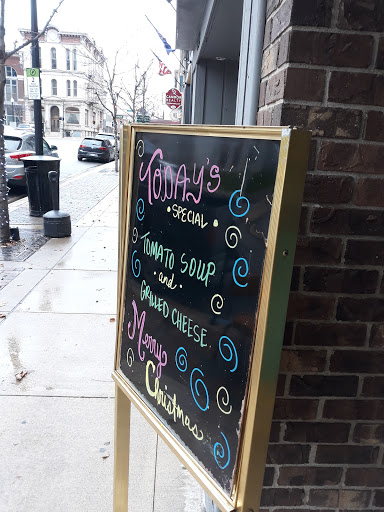 TODAY's
• SPECIAL •
TOMATO SOUP
• and •
GRILLED CHEESE.
Merry
Christmas